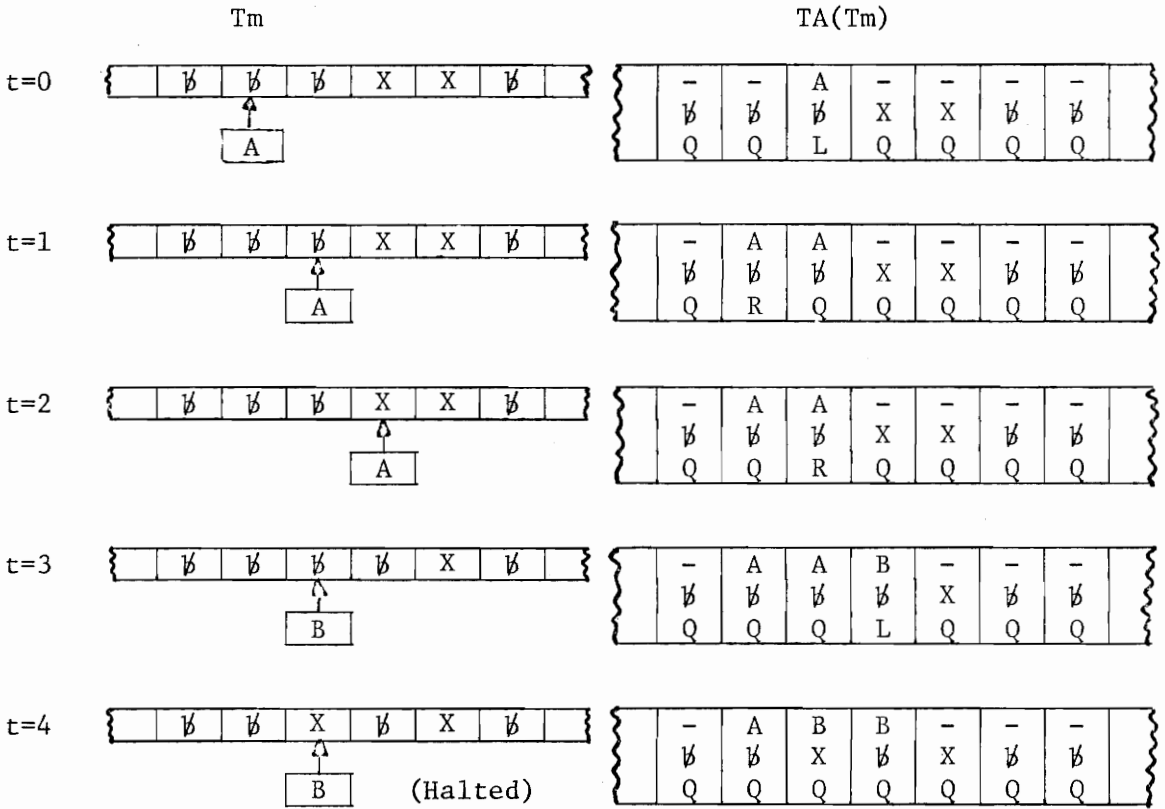 Tm TA(Tm)
t=0 b̸ b̸ b̸ X X b̸ - - A - - - -
b̸ b̸ b̸ X X b̸ b̸
A Q Q L Q Q Q Q
t=1 b̸ b̸ b̸ X X b̸ - A A - - - -
b̸ b̸ b̸ X X b̸ b̸
A Q R Q Q Q Q Q
t=2 b̸ b̸ b̸ X X b̸ - A A - - - -
b̸ b̸ b̸ X X b̸ b̸
A Q Q R Q Q Q Q
t=3 b̸ b̸ b̸ b̸ X b̸ - A A B - - -
b̸ b̸ b̸ b̸ X b̸ b̸
B Q Q Q L Q Q Q
t=4 b̸ b̸ X b̸ X b̸ - A B B - - -
b̸ b̸ X b̸ X b̸ b̸
B (Halted) Q Q Q Q Q Q Q